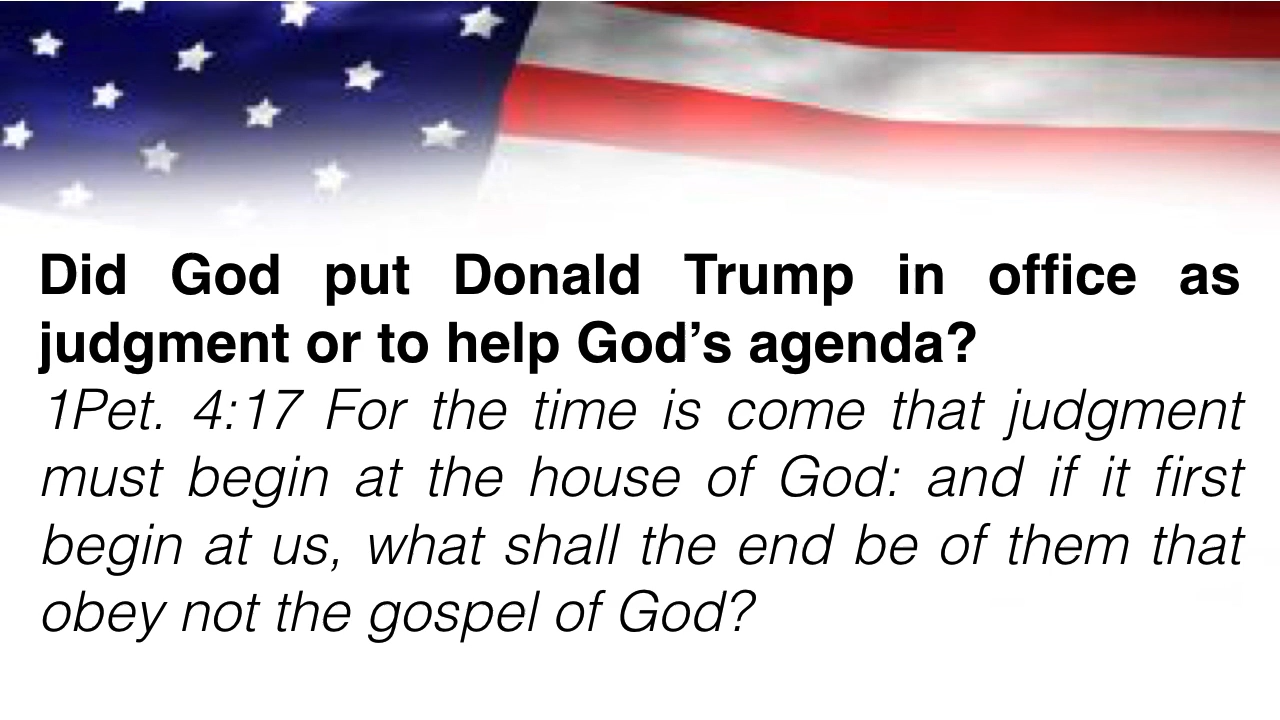 Did God put Donald Trump in office as
judgment or to help God’s agenda?
1Pet. 4:17 For the time is come that judgment
must begin at the house of God: and if it first
begin at us, what shall the end be of them that
obey not the gospel of God?